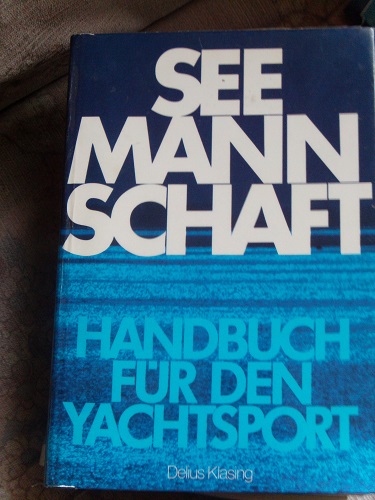 SEE
MANN
SCHAFT
HANDBUCH
FÜR DEN
YACHTSPORT
Delius Klasing